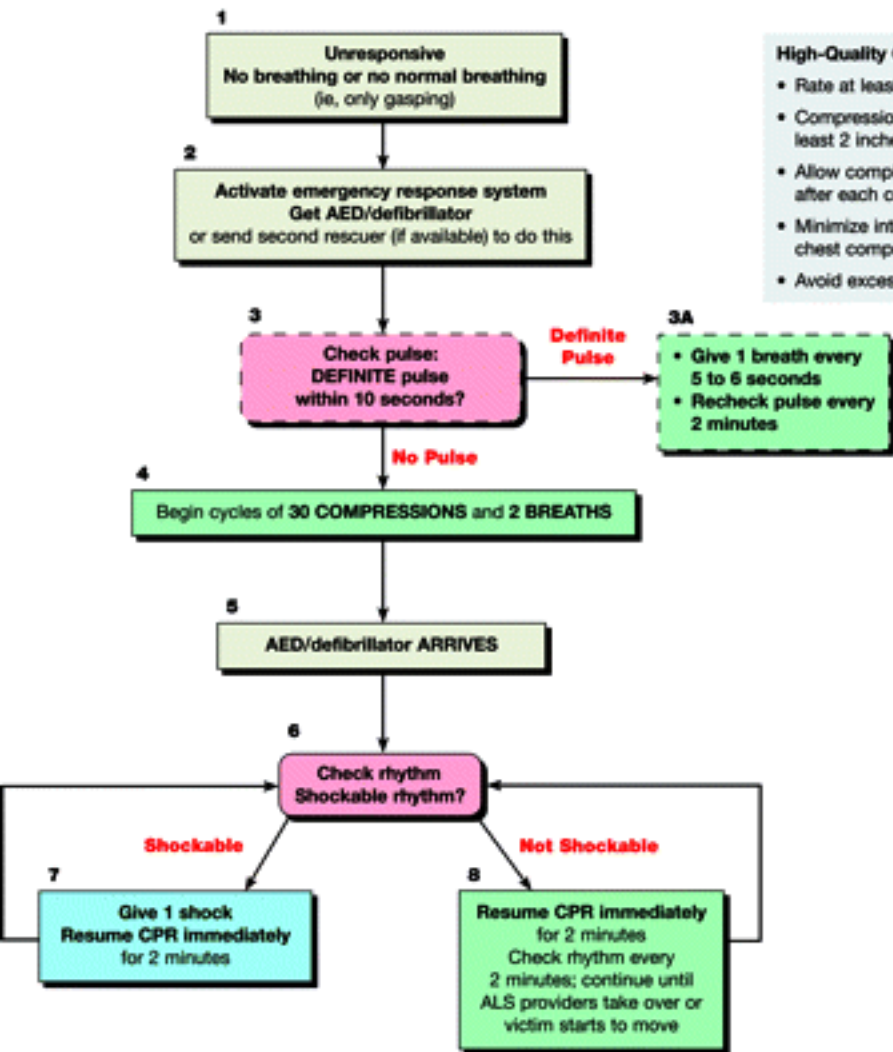 1
Unresponsive
No breathing or no normal breathing
(ie, only gasping)
2
Activate emergency response system
Get AED/defibrillator
or send second rescuer (if available) to do this
High-Quality
• Rate at leas
• Compressio
least 2 inche
• Allow comp
after each c
• Minimize int
chest comp
• Avoid exces
3
Check pulse:
DEFINITE pulse
within 10 seconds?
Definite
Pulse
3A
• Give 1 breath every
5 to 6 seconds
• Recheck pulse every
2 minutes
No Pulse
4
Begin cycles of 30 COMPRESSIONS and 2 BREATHS
5
AED/defibrillator ARRIVES
6
Check rhythm
Shockable rhythm?
Shockable
Not Shockable
7
Give 1 shock
Resume CPR immediately
for 2 minutes
8
Resume CPR immediately
for 2 minutes
Check rhythm every
2 minutes; continue until
ALS providers take over or
victim starts to move